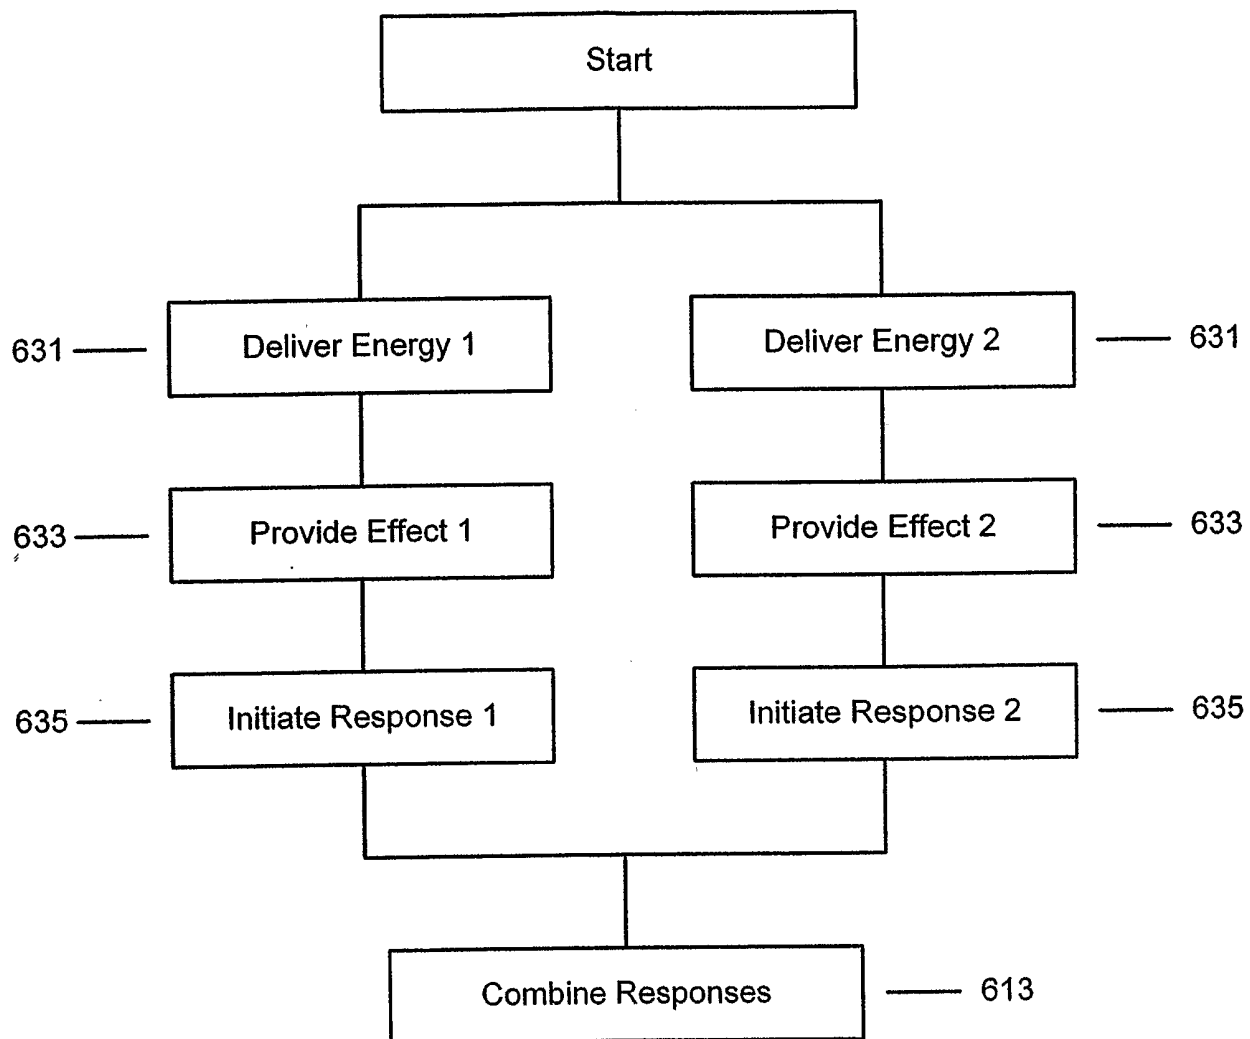 Start
631
Deliver Energy 1
Deliver Energy 2
631
633
Provide Effect 1
Provide Effect 2
633
635
Initiate Response 1
Initiate Response 2
635
Combine Responses
613